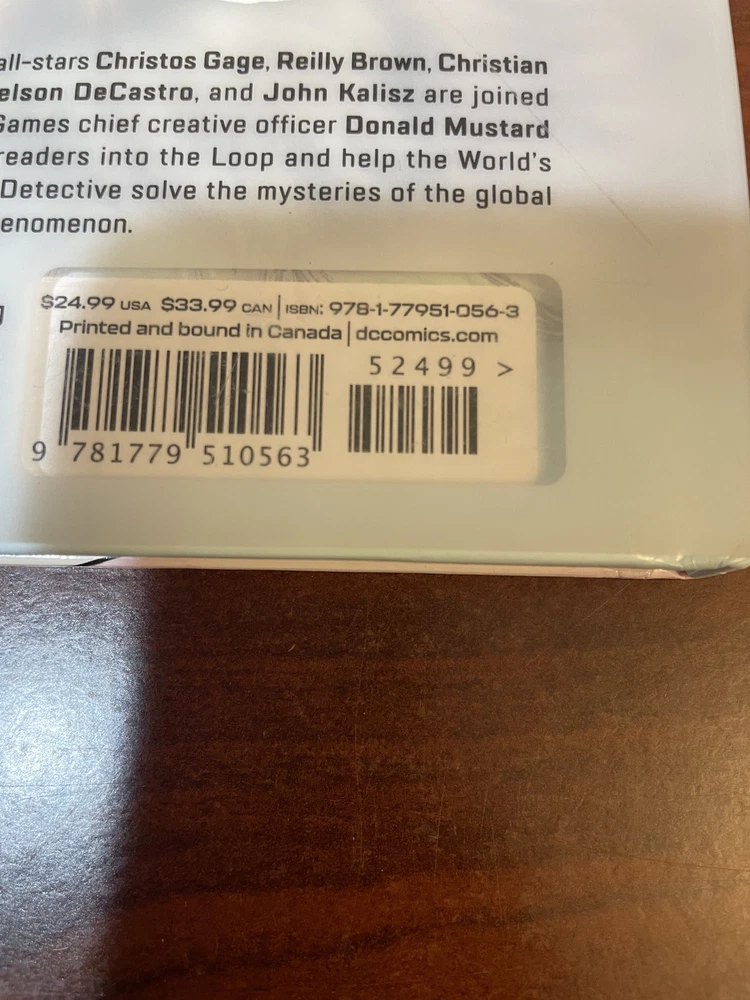 all-stars Christos Gage, Reilly Brown, Christian
elson DeCastro, and John Kalisz are joined
Games chief creative officer Donald Mustard
readers into the Loop and help the World's
Detective solve the mysteries of the global
enomenon.
$24.99 USA $33.99 CAN | ISBN: 978-1-77951-056-3
Printed and bound in Canada | dccomics.com
52499 >
9 781779 510563